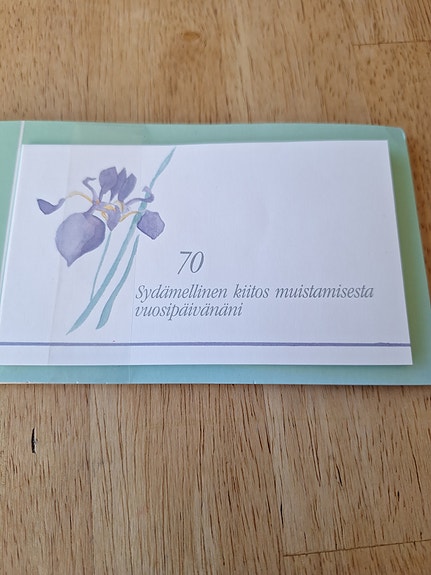 70
Sydämellinen kiitos muistamisesta
vuosipäivänäni